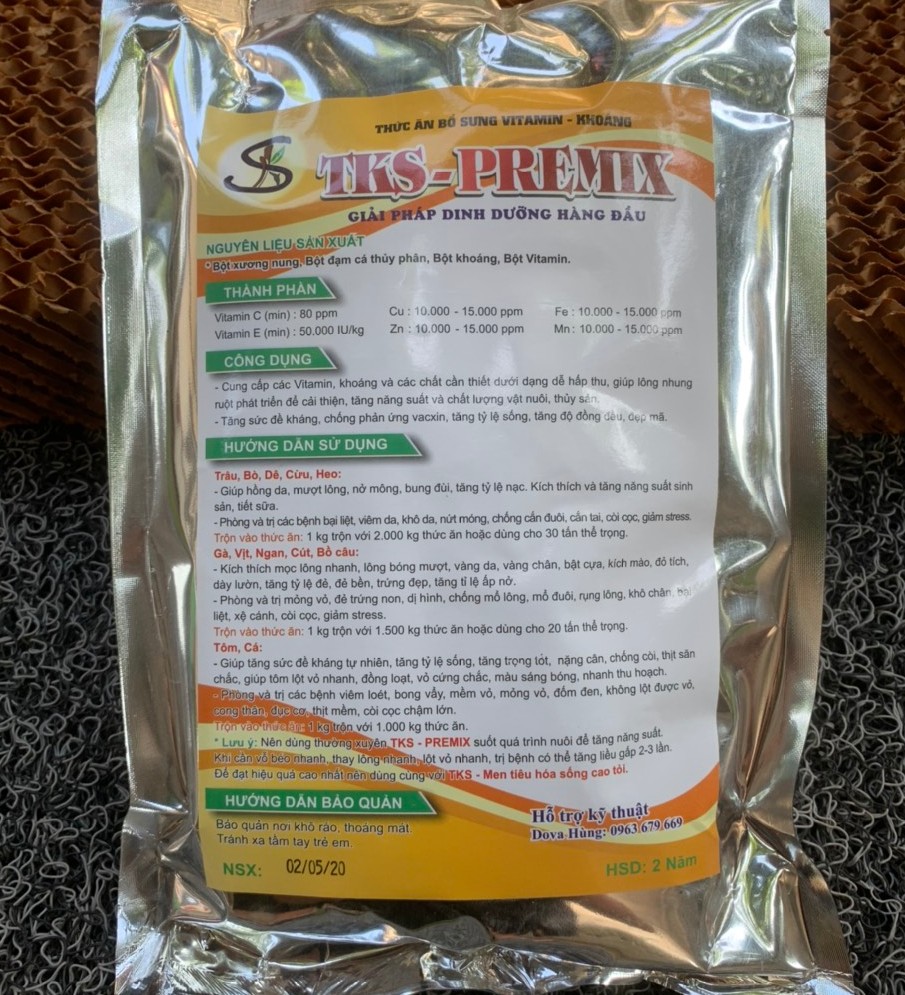 THỨC ĂN BỔ SUNG VITAMIN - KHOÁNG
TKS-PREMIX
GIẢI PHÁP DINH DƯỠNG HÀNG ĐẦU
NGUYÊN LIỆU SẢN XUẤT
* Bột xương nung, Bột đạm cá thủy phân, Bột khoáng, Bột Vitamin.
THÀNH PHẦN
Vitamin C (min) : 80 ppm Cu : 10.000 - 15.000 ppm Fe : 10.000 - 15.000 ppm
Vitamin E (min) : 50.000 IU/kg Zn : 10.000 - 15.000 ppm Mn : 10.000 - 15.000 ppm
CÔNG DỤNG
- Cung cấp các Vitamin, khoáng và các chất cần thiết dưới dạng dễ hấp thu, giúp lông nhung
ruột phát triển để cải thiện, tăng năng suất và chất lượng vật nuôi, thủy sản.
- Tăng sức đề kháng, chống phản ứng vacxin, tăng tỷ lệ sống, tăng độ đồng đều, đẹp mã.
HƯỚNG DẪN SỬ DỤNG
Trâu, Bò, Dê, Cừu, Heo:
- Giúp hồng da, mượt lông, nở mông, bung đùi, tăng tỷ lệ nạc. Kích thích và tăng năng suất sinh
sản, tiết sữa.
- Phòng và trị các bệnh bại liệt, viêm da, khô da, nứt móng, chống cắn đuôi, cắn tai, còi cọc, giảm stress.
Trộn vào thức ăn: 1 kg trộn với 2.000 kg thức ăn hoặc dùng cho 30 tấn thể trọng.
Gà, Vịt, Ngan, Cút, Bồ câu:
- Kích thích mọc lông nhanh, lông bóng mượt, vàng da, vàng chân, bật cựa, kích mào, đỏ tích,
dày lườn, tăng tỷ lệ đẻ, đẻ bền, trứng đẹp, tăng tỉ lệ ấp nở.
- Phòng và trị mỏng vỏ, đẻ trứng non, dị hình, chống mổ lông, mổ đuôi, rụng lông, khô chân, bại
liệt, xệ cánh, còi cọc, giảm stress.
Trộn vào thức ăn: 1 kg trộn với 1.500 kg thức ăn hoặc dùng cho 20 tấn thể trọng.
Tôm, Cá:
- Giúp tăng sức đề kháng tự nhiên, tăng tỷ lệ sống, tăng trọng tốt, nặng cân, chống còi, thịt săn
chắc, giúp tôm lột vỏ nhanh, đồng loạt, vỏ cứng chắc, màu sáng bóng, nhanh thu hoạch.
- Phòng và trị các bệnh viêm loét, bong vẩy, mềm vỏ, mỏng vỏ, đốm đen, không lột được vỏ,
cong thân, đục cơ, thịt mềm, còi cọc chậm lớn.
Trộn vào thức ăn: 1 kg trộn với 1.000 kg thức ăn.
* Lưu ý: Nên dùng thường xuyên TKS - PREMIX suốt quá trình nuôi để tăng năng suất.
Khi cần vỗ béo nhanh, thay lông nhanh, lột vỏ nhanh, trị bệnh có thể tăng liều gấp 2-3 lần.
Để đạt hiệu quả cao nhất nên dùng cùng với TKS - Men tiêu hóa sống cao tỏi.
HƯỚNG DẪN BẢO QUẢN
Bảo quản nơi khô ráo, thoáng mát
Tránh xa tầm tay trẻ em.
Hỗ trợ kỹ thuật
Dova Hùng: 0963 679 669
NSX: 02/05/20
HSD: 2 Năm